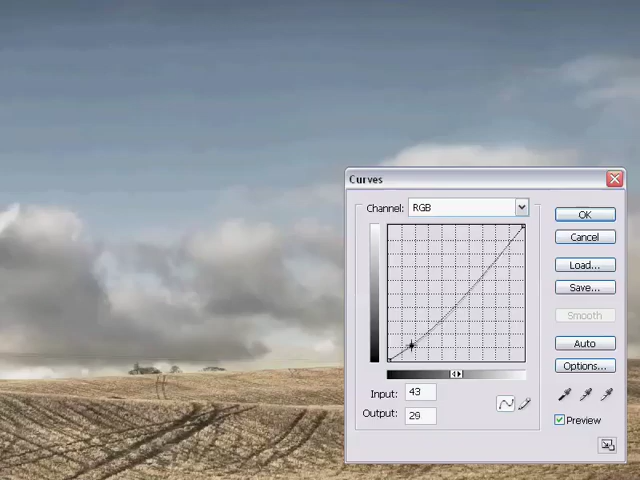 Curves
Channel: RGB
OK
Cancel
Load...
Save...
Smooth
Auto
Options...
Input: 43
Output: 29
Preview